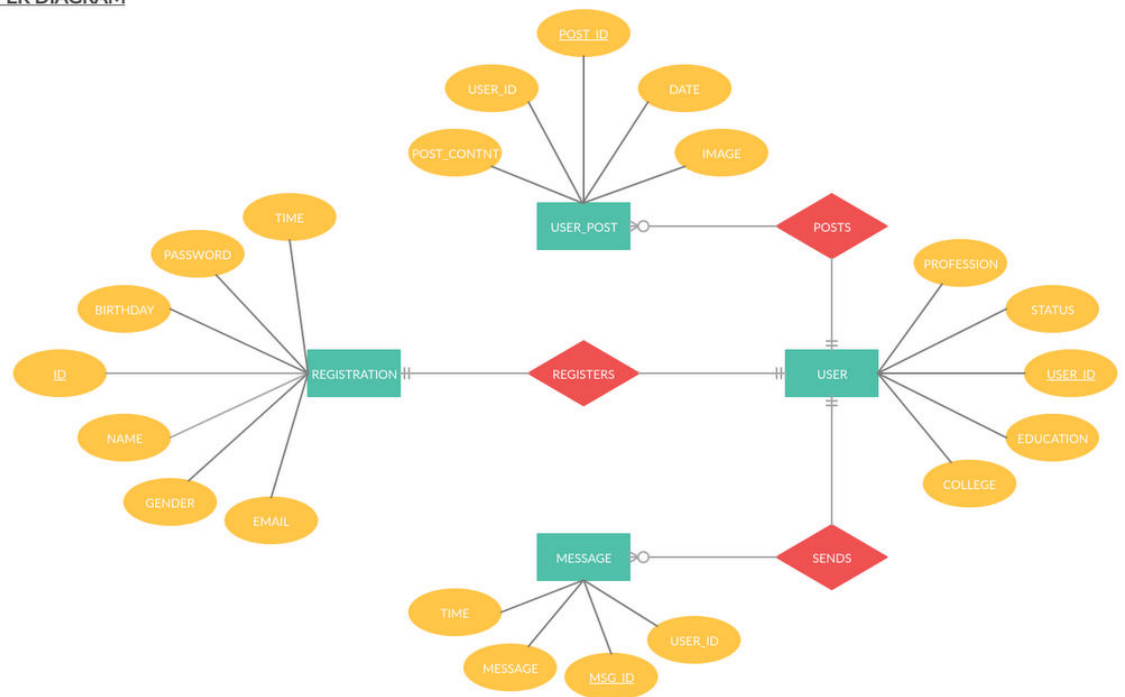 ER DIAGRAM
POST_ID
USER_ID
DATE
POST_CONTNT
IMAGE
USER_POST
POSTS
TIME
PASSWORD
BIRTHDAY
ID
NAME
GENDER
EMAIL
REGISTRATION
REGISTERS
USER
PROFESSION
STATUS
USER_ID
EDUCATION
COLLEGE
MESSAGE
SENDS
TIME
MESSAGE
MSG_ID
USER_ID